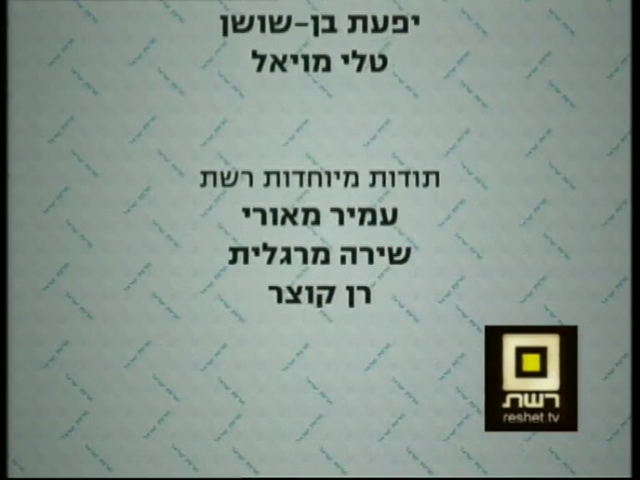 יפעת בן-שושן
טלי מויאל
תודות מיוחדות רשת
עמיר מאורי
שירה מרגלית
רן קוצר
רשת
reshet.tv